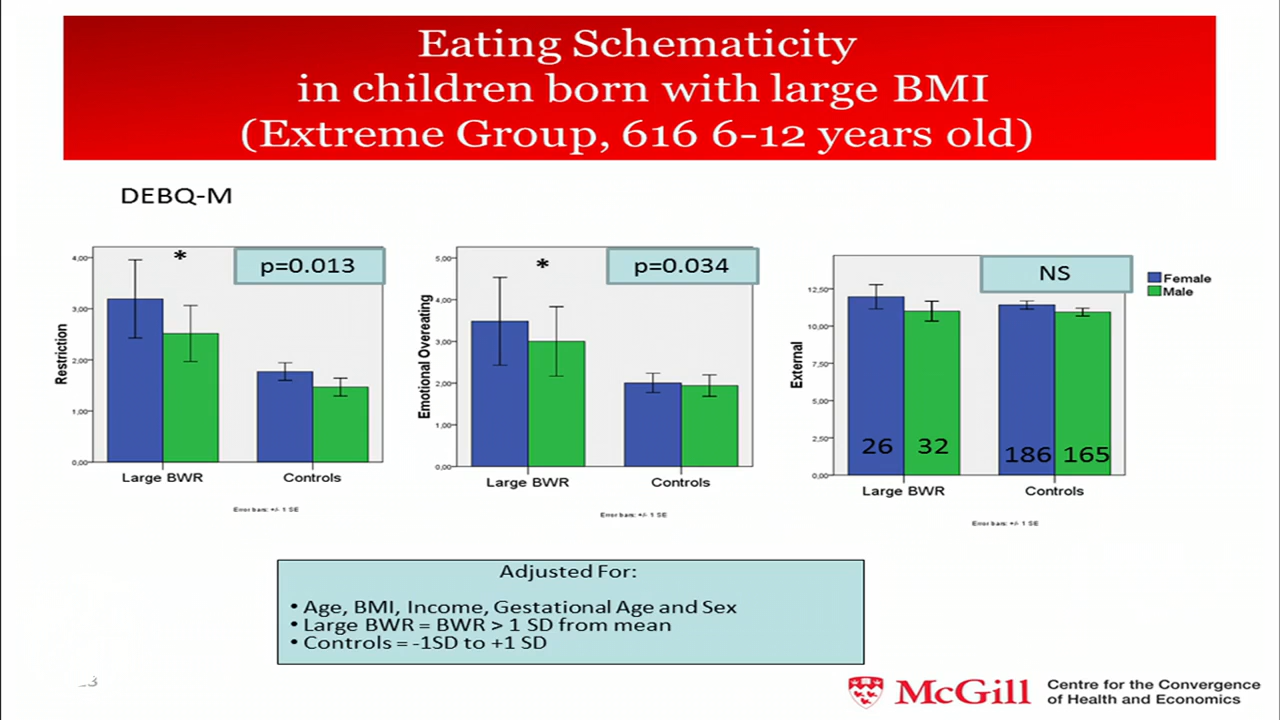 Eating Schematicity
in children born with large BMI
(Extreme Group, 616 6-12 years old)
DEBQ-M
*
p=0.013
4,00
3,00
2,00
1,00
0,00
Restriction
Large BWR
Controls
Error bars: +/- 1 SE
*
p=0.034
5,00
4,00
3,00
2,00
1,00
0,00
Emotional Overeating
Large BWR
Controls
Error bars: +/- 1 SE
NS
12,50
10,00
7,50
5,00
2,50
0,00
External
26 32
186 165
Large BWR
Controls
Error bars: +/- 1 SE
Female
Male
Adjusted For:
• Age, BMI, Income, Gestational Age and Sex
• Large BWR = BWR > 1 SD from mean
• Controls = -1SD to +1 SD
McGill
Centre for the Convergence
of Health and Economics